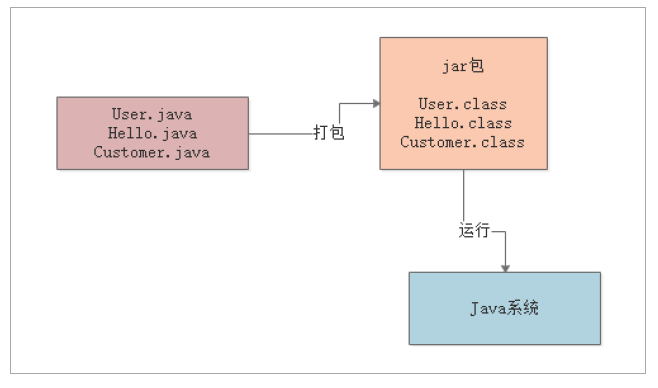 User.java
Hello.java
Customer.java
打包
jar包
User.class
Hello.class
Customer.class
运行
Java系统